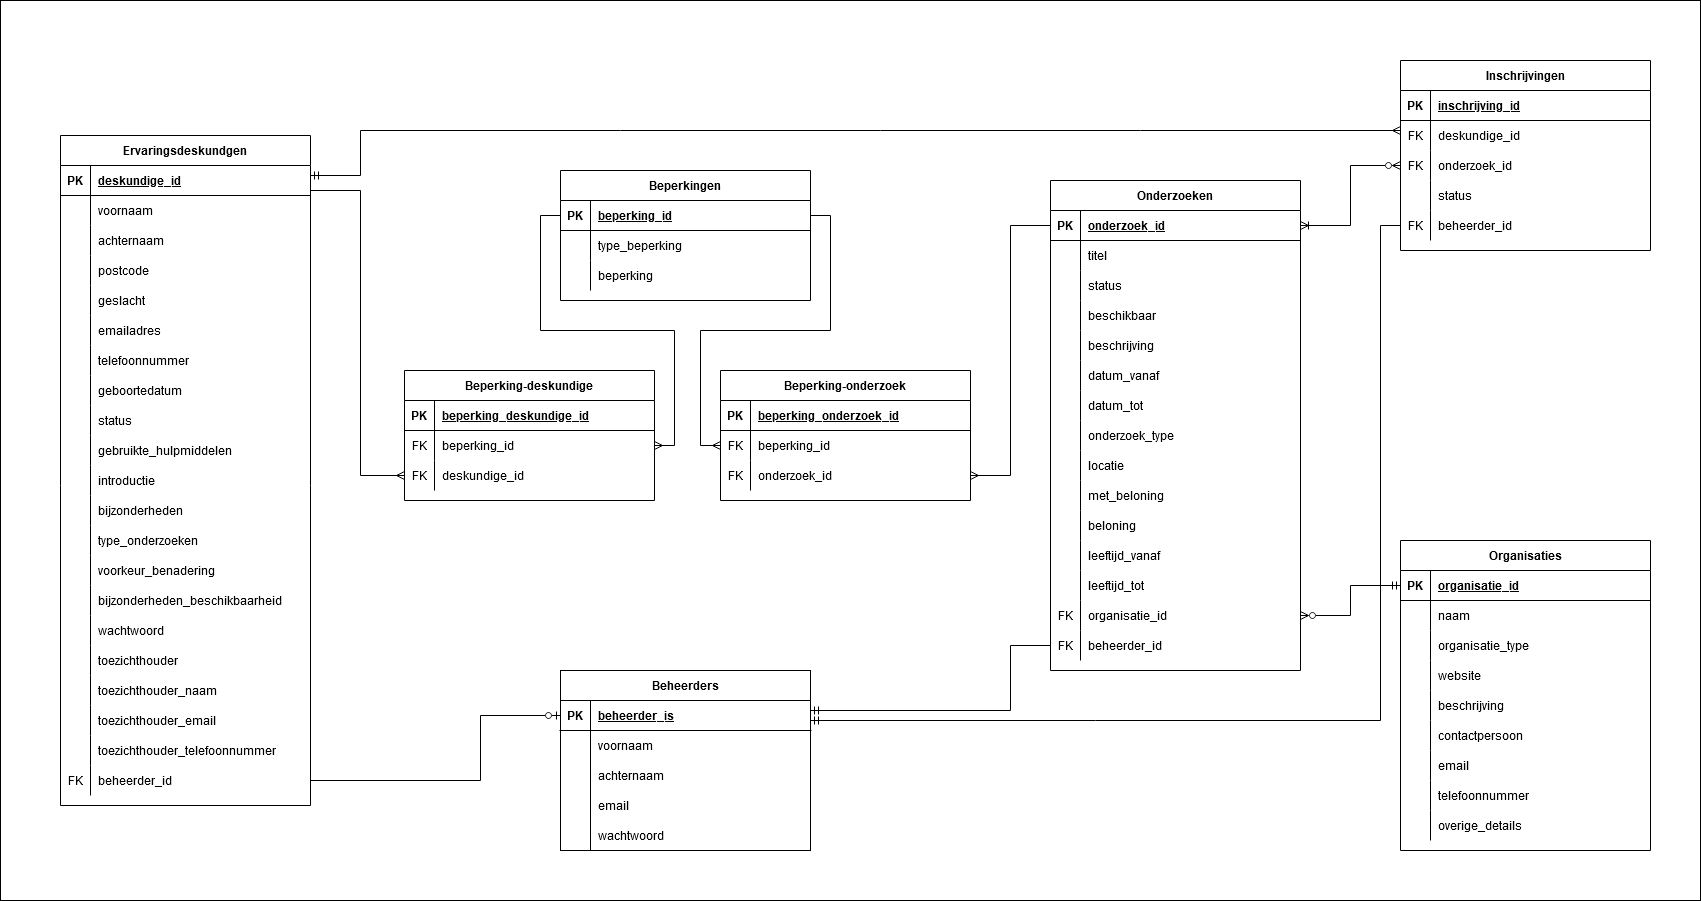 Ervaringsdeskundgen
PK deskundige_id
voornaam
achternaam
postcode
geslacht
emailadres
telefoonnummer
geboortedatum
status
gebruikte_hulpmiddelen
introductie
bijzonderheden
type_onderzoeken
voorkeur_benadering
bijzonderheden_beschikbaarheid
wachtwoord
toezichthouder
toezichthouder_naam
toezichthouder_email
toezichthouder_telefoonnummer
FK beheerder_id
Beperkingen
PK beperking_id
type_beperking
beperking
Beperking-deskundige
PK beperking_deskundige_id
FK beperking_id
FK deskundige_id
Beperking-onderzoek
PK beperking_onderzoek_id
FK beperking_id
FK onderzoek_id
Beheerders
PK beheerder_is
voornaam
achternaam
email
wachtwoord
Onderzoeken
PK onderzoek_id
titel
status
beschikbaar
beschrijving
datum_vanaf
datum_tot
onderzoek_type
locatie
met_beloning
beloning
leeftijd_vanaf
leeftijd_tot
FK organisatie_id
FK beheerder_id
Inschrijvingen
PK inschrijving_id
FK deskundige_id
FK onderzoek_id
status
FK beheerder_id
Organisaties
PK organisatie_id
naam
organisatie_type
website
beschrijving
contactpersoon
email
telefoonnummer
overige_details